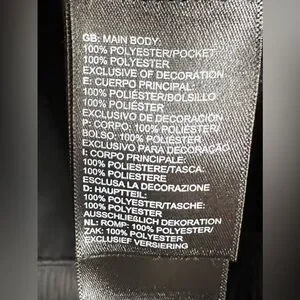 GB: MAIN BODY:
100% POLYESTER/POCKET:
100% POLYESTER
EXCLUSIVE OF DECORATION
E: CUERPO PRINCIPAL:
100% POLIÉSTER/BOLSILLO:
100% POLIÉSTER
EXCLUSIVO DE DECORACIÓN
P: CORPO: 100% POLIÉSTER/
BOLSO: 100% POLIÉSTER
EXCLUSIVO PARA DECORAÇÃO
I: CORPO PRINCIPALE:
100% POLIESTERE/TASCA:
100% POLIESTERE
ESCLUSA LA DECORAZIONE
D: HAUPTTEIL:
100% POLYESTER/TASCHE:
100% POLYESTER
AUSSCHLIEßLICH DEKORATION
NL: ROMP: 100% POLYESTER/
ZAK: 100% POLYESTER
EXCLUSIEF VERSIERING